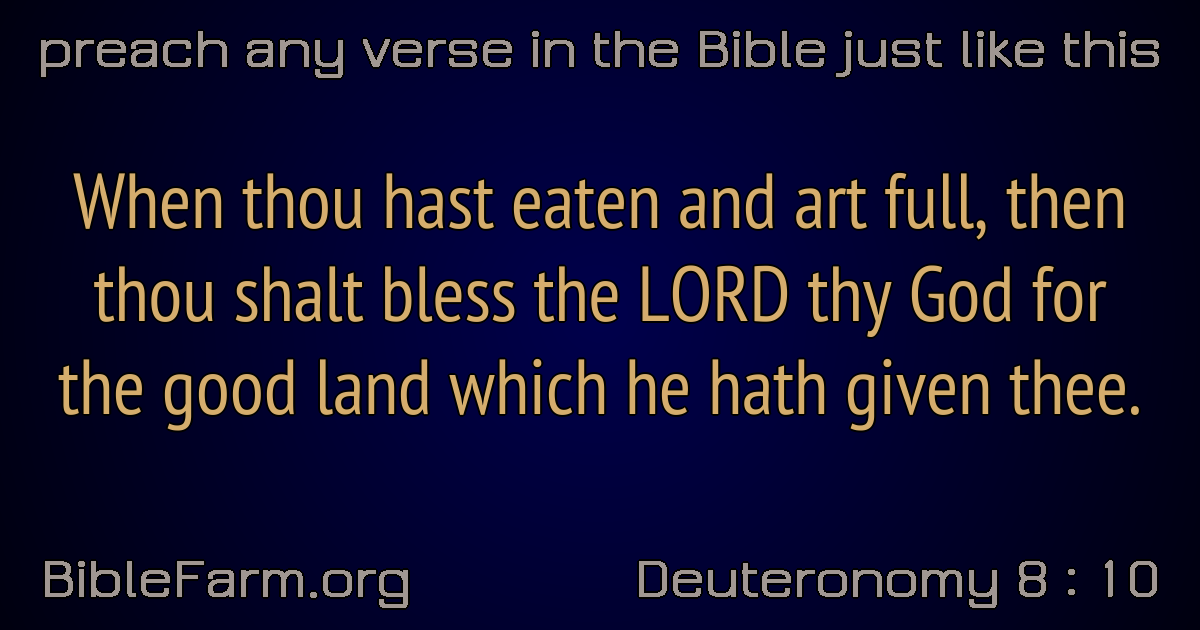 preach any verse in the Bible just like this
When thou hast eaten and art full, then
thou shalt bless the LORD thy God for
the good land which he hath given thee.
BibleFarm.org
Deuteronomy 8 : 10